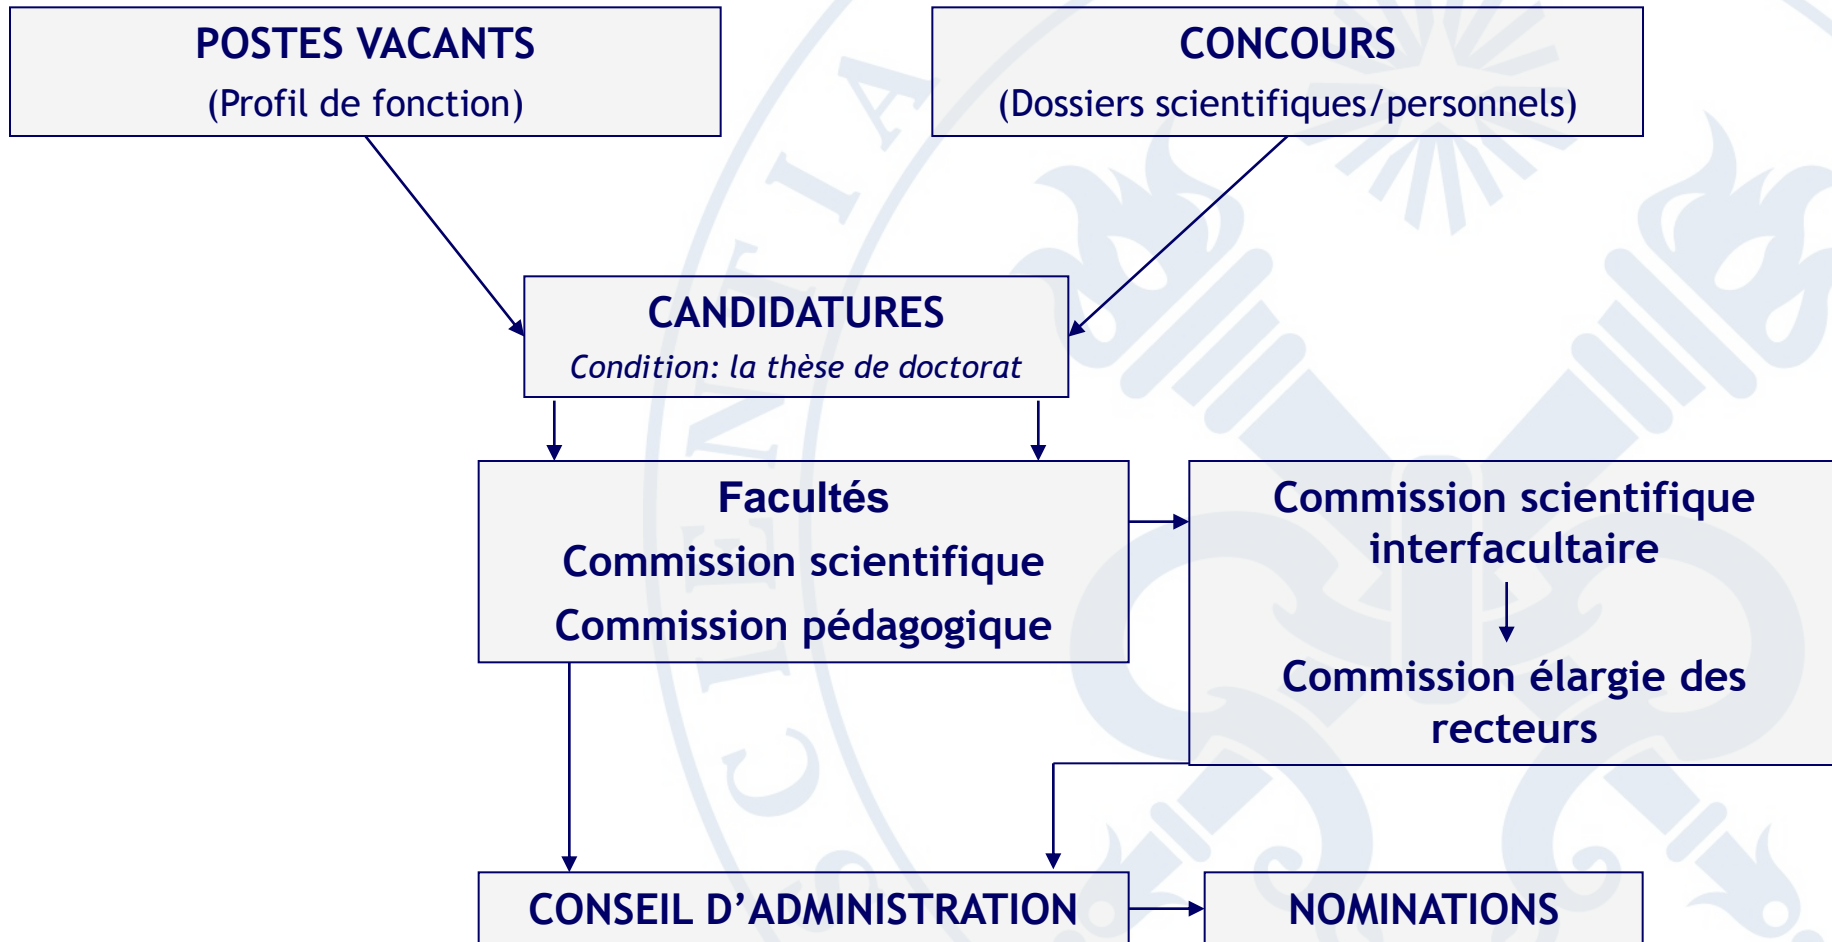 POSTES VACANTS
(Profil de fonction)
CONCOURS
(Dossiers scientifiques/personnels)
CANDIDATURES
Condition: la thèse de doctorat
Facultés
Commission scientifique
Commission pédagogique
Commission scientifique
interfacultaire
Commission élargie des
recteurs
CONSEIL D’ADMINISTRATION
NOMINATIONS
SCIENTIA